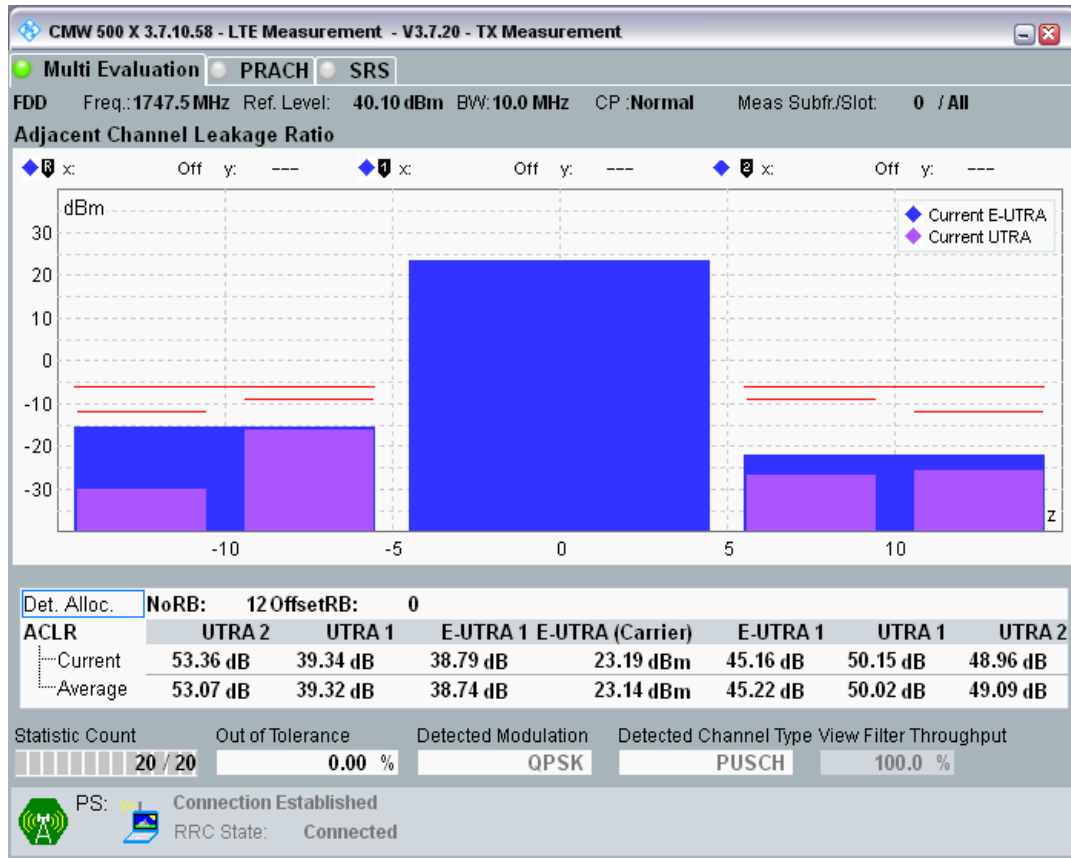 CMW 500 X 3.7.10.58 - LTE Measurement - V3.7.20 - TX Measurement
Multi Evaluation PRACH SRS
FDD Freq.:1747.5 MHz Ref. Level: 40.10 dBm BW:10.0 MHz CP :Normal Meas Subfr./Slot: 0 / All
Adjacent Channel Leakage Ratio
R x: Off y: --- 1 x: Off y: --- 2 x: Off y: ---
dBm
Current E-UTRA
Current UTRA
30
20
10
0
-10
-20
-30
z
-10 -5 0 5 10
Det. Alloc. NoRB: 12 OffsetRB: 0
ACLR UTRA 2 UTRA 1 E-UTRA 1 E-UTRA (Carrier) E-UTRA 1 UTRA 1 UTRA 2
Current 53.36 dB 39.34 dB 38.79 dB 23.19 dBm 45.16 dB 50.15 dB 48.96 dB
Average 53.07 dB 39.32 dB 38.74 dB 23.14 dBm 45.22 dB 50.02 dB 49.09 dB
Statistic Count Out of Tolerance Detected Modulation Detected Channel Type View Filter Throughput
20 / 20 0.00 % QPSK PUSCH 100.0 %
PS: Connection Established
RRC State: Connected